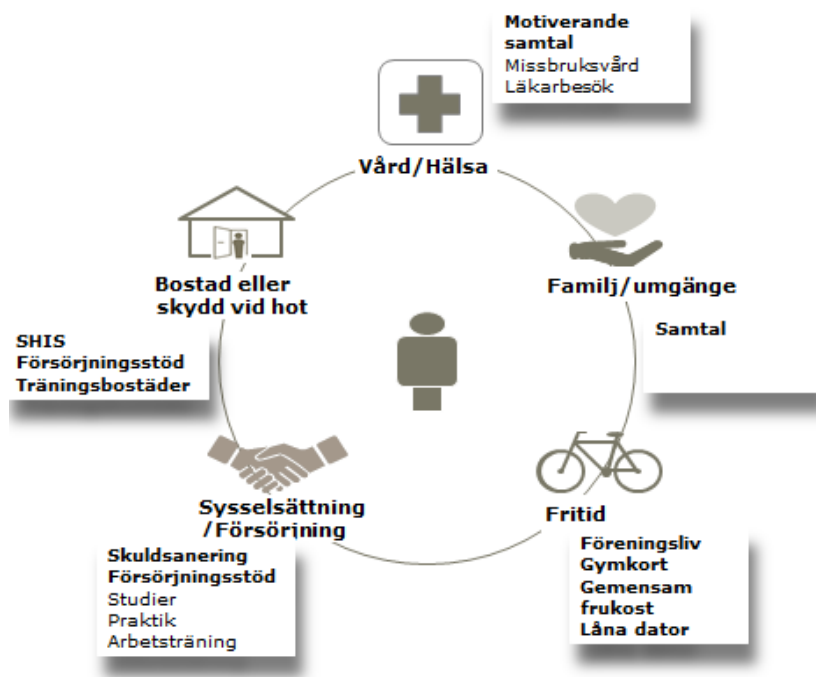 Motiverande
samtal
Missbruksvård
Läkarbesök
Vård/Hälsa
Bostad eller
skydd vid hot
Familj/umgänge
SHIS
Försörjningsstöd
Träningsbostäder
Samtal
Sysselsättning
/Försörjning
Fritid
Skuldsanering
Försörjningsstöd
Studier
Praktik
Arbetsträning
Föreningsliv
Gymkort
Gemensam
frukost
Låna dator